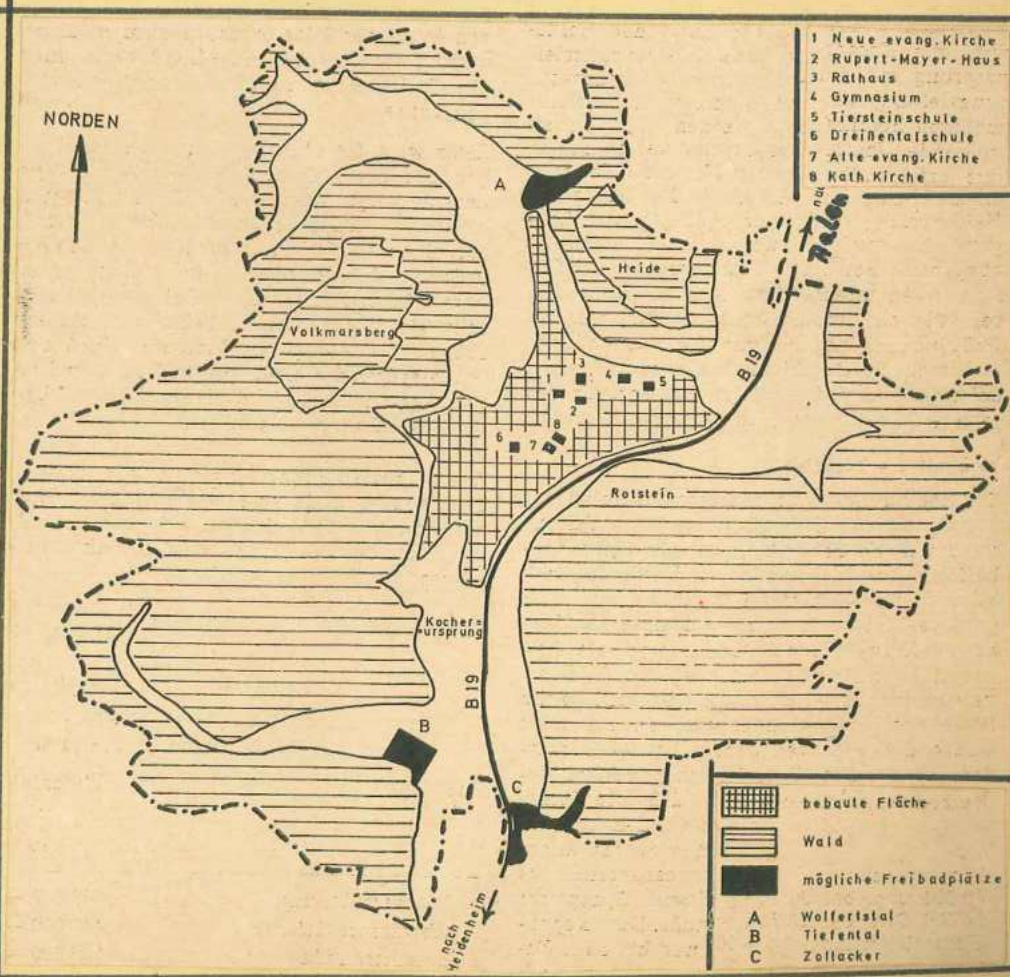 NORDEN
1 Neue evang. Kirche
2 Rupert-Mayer-Haus
3 Rathaus
4 Gymnasium
5 Tiersteinschule
6 Dreißentalschule
7 Alte evang. Kirche
8 Kath Kirche
A
Aalen
Heide
Volkmarsberg
B 19
3
1
4
5
2
8
6
7
Rotstein
Kocher=
ursprung
B 19
B
C
nach
Heidenheim
bebaute Fläche
Wald
mögliche Freibadplätze
A Wolfertstal
B Tiefental
C Zollacker